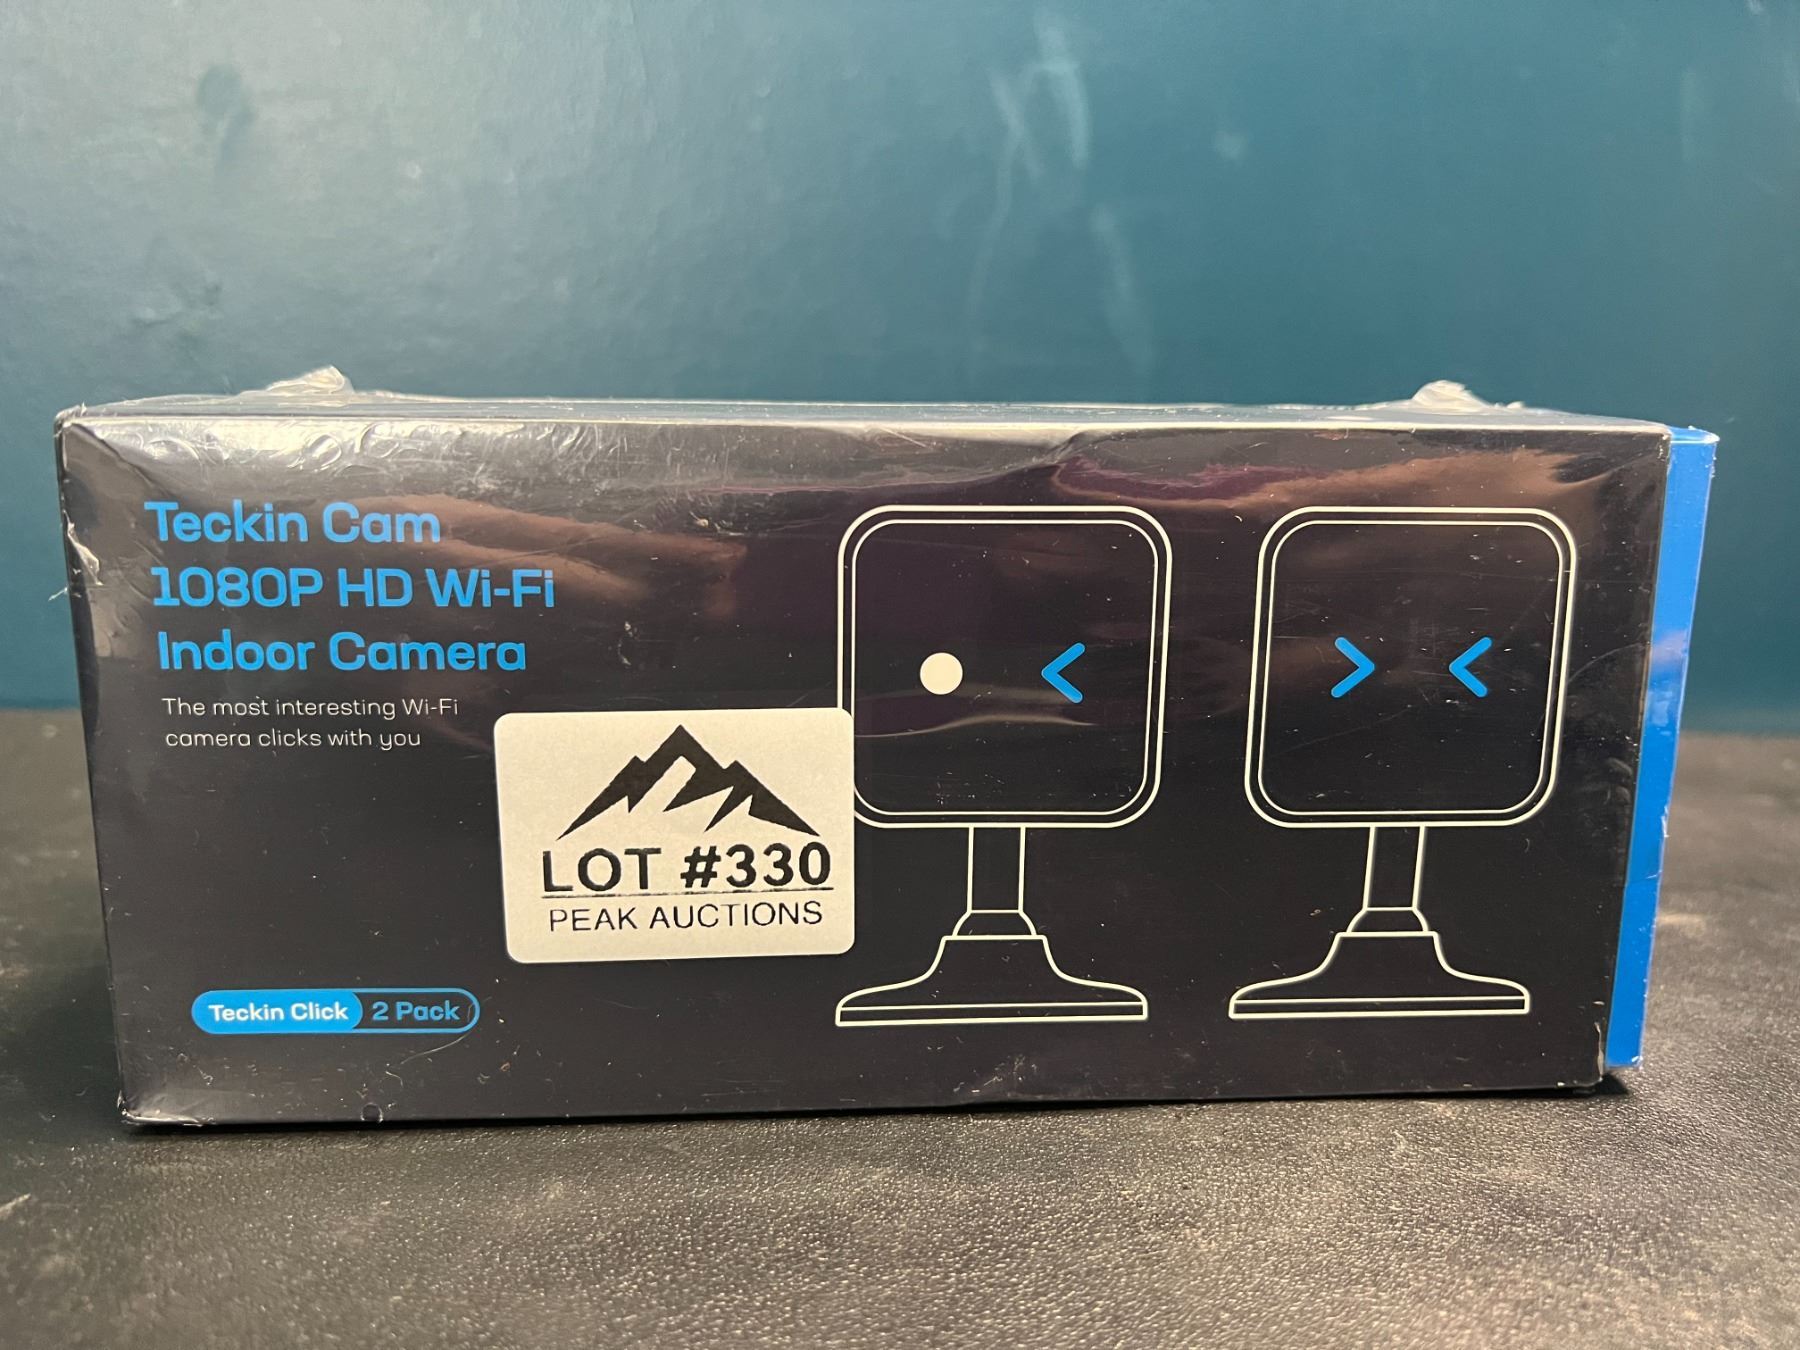 Teckin Cam
1080P HD Wi-Fi
Indoor Camera
The most interesting Wi-Fi
camera clicks with you
LOT #330
PEAK AUCTIONS
Teckin Click 2 Pack